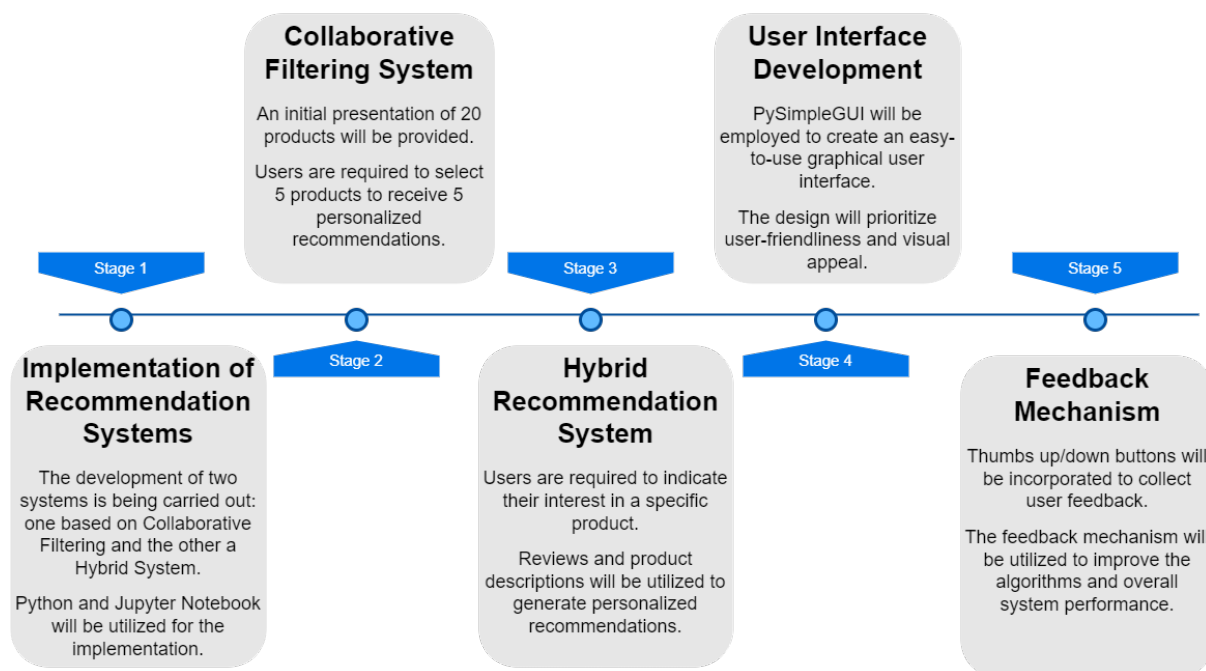 Stage 1
Implementation of
Recommendation
Systems
The development of two
systems is being carried out:
one based on Collaborative
Filtering and the other a
Hybrid System.
Python and Jupyter Notebook
will be utilized for the
implementation.
Collaborative
Filtering System
An initial presentation of 20
products will be provided.
Users are required to select
5 products to receive 5
personalized
recommendations.
Stage 2
Stage 3
Hybrid
Recommendation
System
Users are required to indicate
their interest in a specific
product.
Reviews and product
descriptions will be utilized to
generate personalized
recommendations.
User Interface
Development
PySimpleGUI will be
employed to create an easy-
to-use graphical user
interface.
The design will prioritize
user-friendliness and visual
appeal.
Stage 4
Stage 5
Feedback
Mechanism
Thumbs up/down buttons will
be incorporated to collect
user feedback.
The feedback mechanism will
be utilized to improve the
algorithms and overall
system performance.